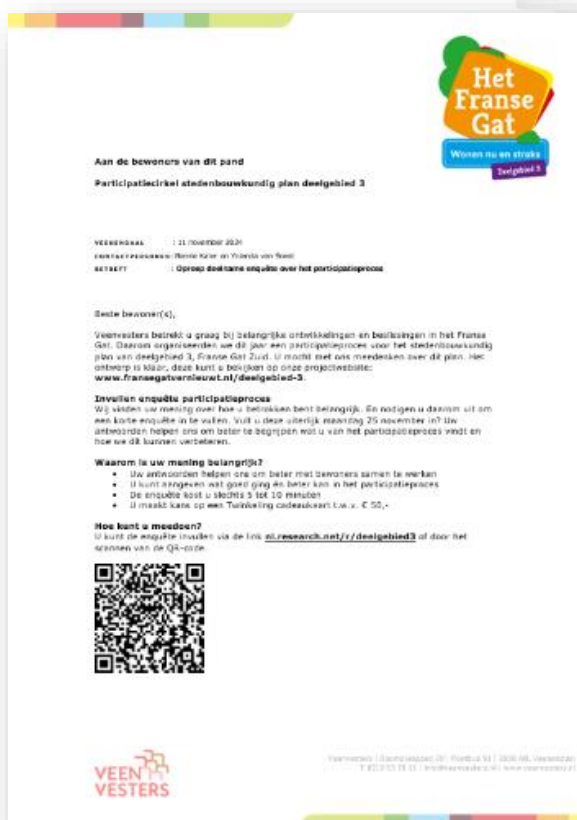 Het
Franse
Gat
Wonen nu en straks
Deelgebied 3
Aan de bewoners van dit pand
Participatiecirkel stedenbouwkundig plan deelgebied 3
VEENENDAAL : 11 november 2024
CONTACTPERSONEN: en Yolanda van Soest
BETREFT : Oproep deelname enquête over het participatieproces
Beste bewoner(s),
Veenvesters betrekt u graag bij belangrijke ontwikkelingen en beslissingen in het Franse
Gat. Daarom organiseerden we dit jaar een participatieproces voor het stedenbouwkundig
plan van deelgebied 3, Franse Gat Zuid. U mocht met ons meedenken over dit plan. Het
ontwerp is klaar, deze kunt u bekijken op onze projectwebsite:
www.fransegatvernieuwt.nl/deelgebied-3.
Invullen enquête participatieproces
Wij vinden uw mening over hoe u betrokken bent belangrijk. En nodigen u daarom uit om
een korte enquête in te vullen. Vult u deze uiterlijk maandag 25 november in? Uw
antwoorden helpen ons om beter te begrijpen wat u van het participatieproces vindt en
hoe we dit kunnen verbeteren.
Waarom is uw mening belangrijk?
• Uw antwoorden helpen ons om beter met bewoners samen te werken
• U kunt aangeven wat goed ging én beter kan in het participatieproces
• De enquête kost u slechts 5 tot 10 minuten
• U maakt kans op een Twinkeling cadeaukaart t.w.v. € 50,-
Hoe kunt u meedoen?
U kunt de enquête invullen via de link nl.research.net/r/deelgebied3 of door het
scannen van de QR-code.
VEEN
VESTERS